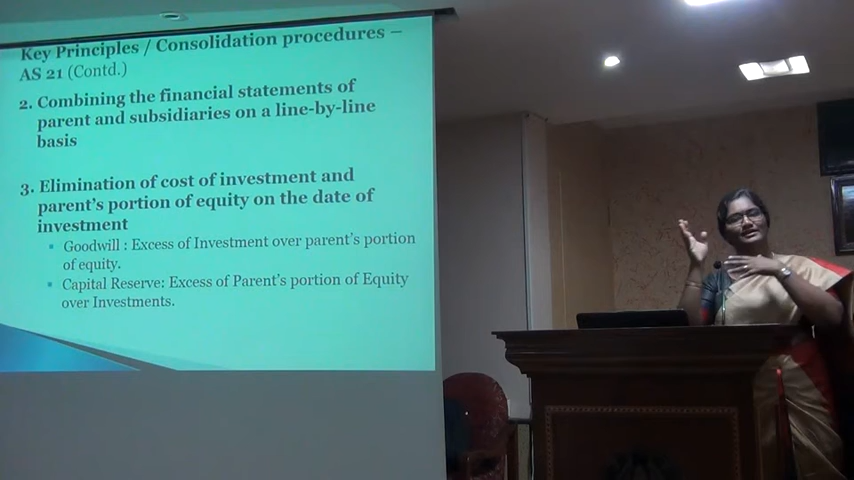 Key Principles / Consolidation procedures –
AS 21 (Contd.)
2. Combining the financial statements of
parent and subsidiaries on a line-by-line
basis
3. Elimination of cost of investment and
parent's portion of equity on the date of
investment
Goodwill : Excess of Investment over parent's portion
of equity.
Capital Reserve: Excess of Parent's portion of Equity
over Investments.